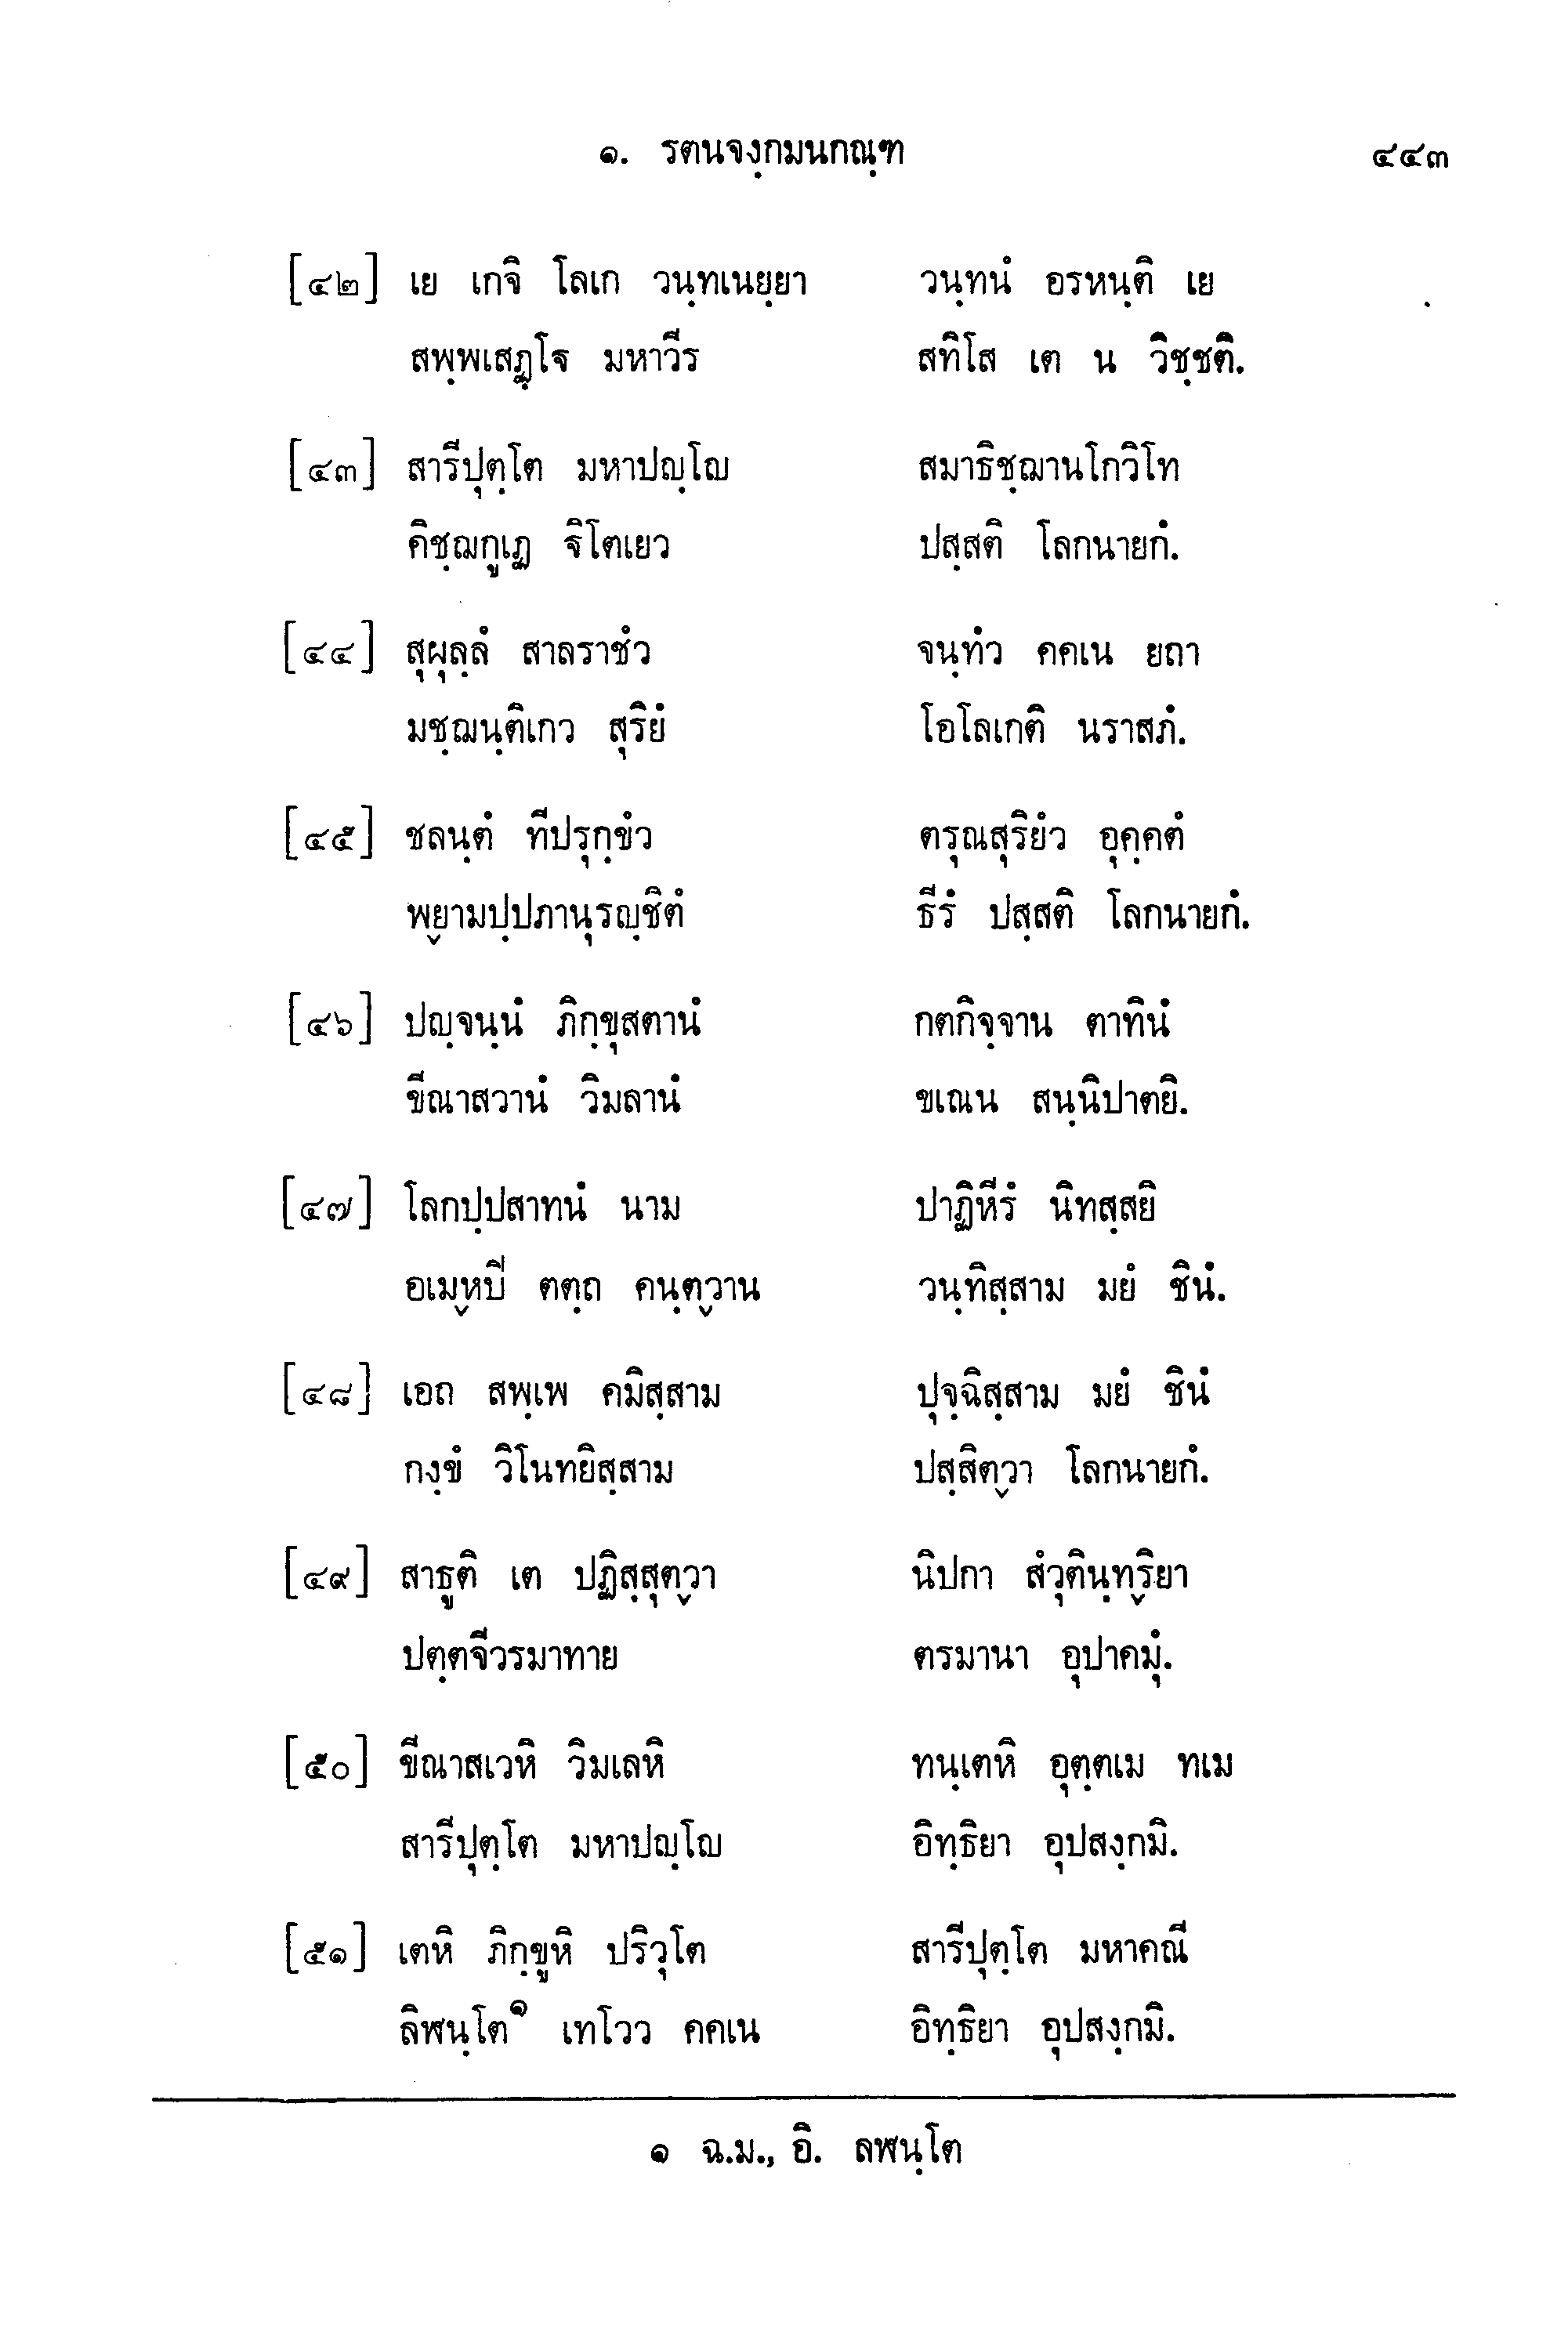 ๑. รตนจงฺกมนกณฺฑ ๔๔๓
[๔๒] เย เกจิ โลเก วนฺทเนยฺยา วนฺทนํ อรหนฺติ เย
สพฺพเสฏฺโฐ มหาวีร สทิโส เต น วิชฺชติ.
[๔๓] สารีปุตฺโต มหาปญฺโญ สมาธิชฺฌานโกวิโท
คิชฺฌกูเฏ ฐิโตเยว ปสฺสติ โลกนายกํ.
[๔๔] สุผุลฺลํ สาลราชํว จนฺทํว คคเน ยถา
มชฺฌนฺติเกว สุริยํ โอโลเกติ นราสภํ.
[๔๕] ชลนฺตํ ทีปรุกฺขํว ตรุณสุริยํว อุคฺคตํ
พฺยามปฺปภานุรญฺชิตํ ธีรํ ปสฺสติ โลกนายกํ.
[๔๖] ปญฺจนฺนํ ภิกฺขุสตานํ กตกิจฺจาน ตาทินํ
ขีณาสวานํ วิมลานํ ขเณน สนฺนิปาตยิ.
[๔๗] โลกปฺปสาทนํ นาม ปาฏิหีรํ นิทสฺสยิ
อเมฺหปิ ตตฺถ คนฺตฺวาน วนฺทิสฺสาม มยํ ชินํ.
[๔๘] เอถ สพฺเพ คมิสฺสาม ปุจฺฉิสฺสาม มยํ ชินํ
กงฺขํ วิโนทยิสฺสาม ปสฺสิตฺวา โลกนายกํ.
[๔๙] สาธูติ เต ปฏิสฺสุตฺวา นิปกา สํวุตินฺทฺริยา
ปตฺตจีวรมาทาย ตรมานา อุปาคมุํ.
[๕๐] ขีณาสเวหิ วิมเลหิ ทนฺเตหิ อุตฺตเม ทเม
สารีปุตฺโต มหาปญฺโญ อิทฺธิยา อุปสงฺกมิ.
[๕๑] เตหิ ภิกฺขูหิ ปริวุโต สารีปุตฺโต มหาคณี
ลิฬนฺโต๑ เทโวว คคเน อิทฺธิยา อุปสงฺกมิ.
๑ ฉ.ม., อิ. ลฬนฺโต